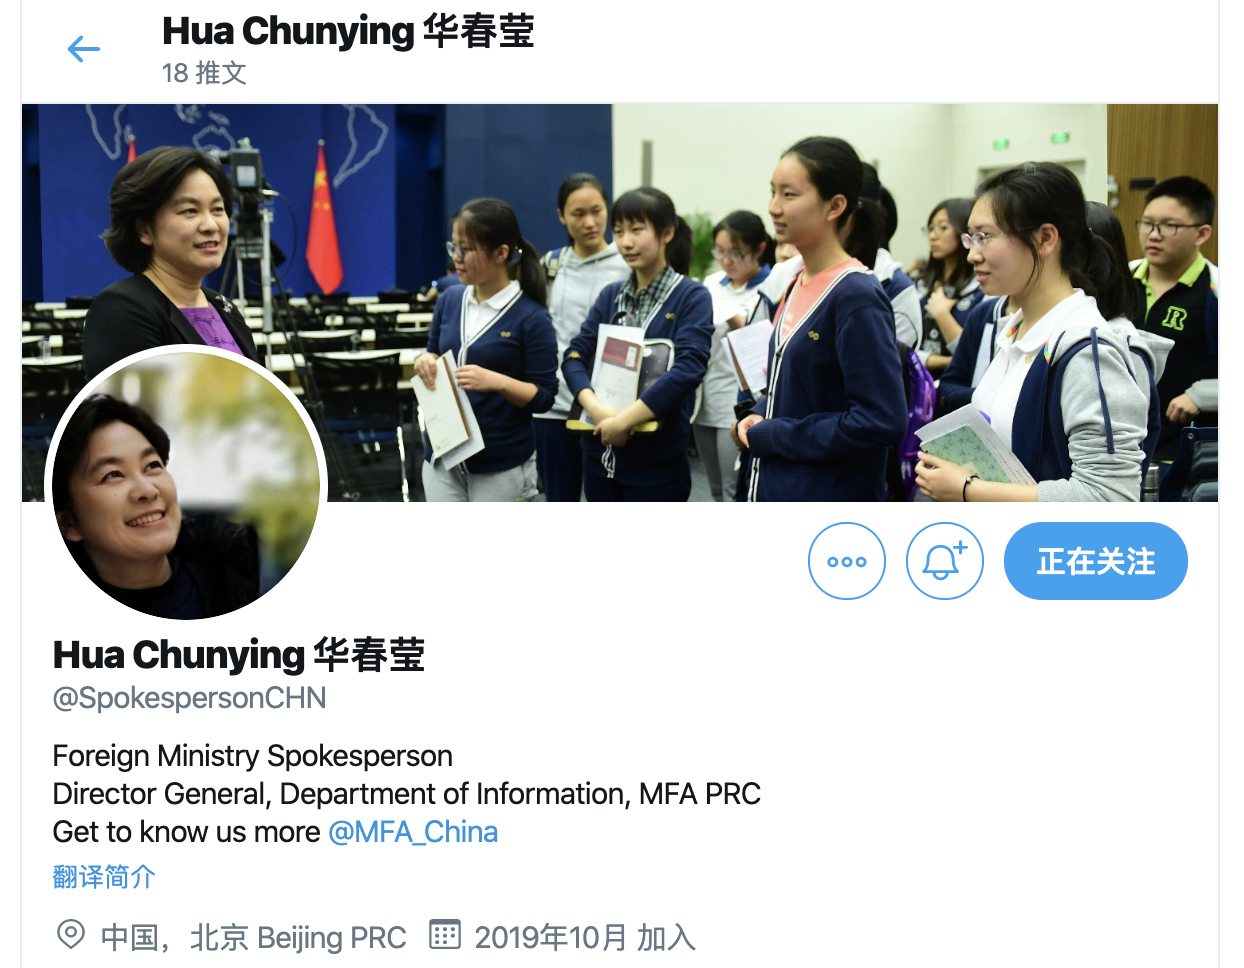 Hua Chunying 华春莹
18 推文
R
正在关注
Hua Chunying 华春莹
@SpokespersonCHN
Foreign Ministry Spokesperson
Director General, Department of Information, MFA PRC
Get to know us more @MFA_China
翻译简介
中国，北京 Beijing PRC 2019年10月 加入